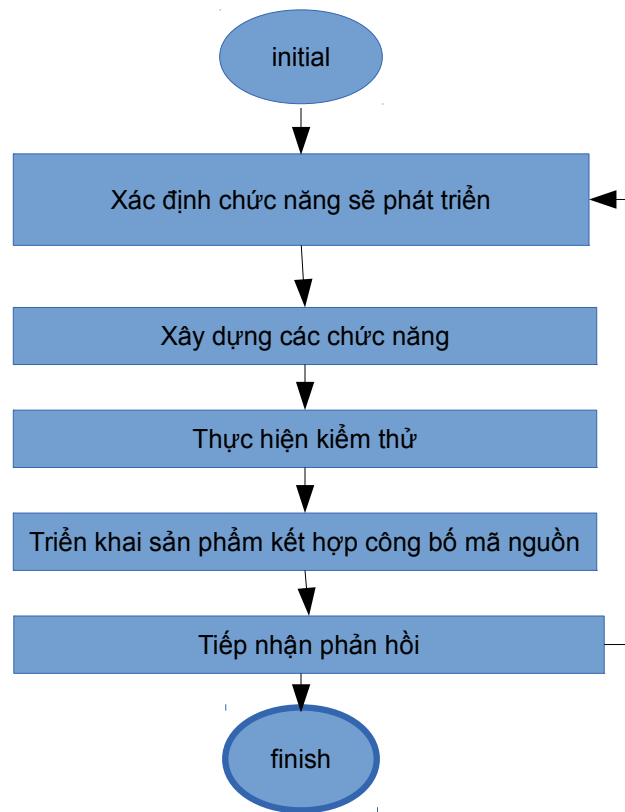 initial
Xác định chức năng sẽ phát triển
Xây dựng các chức năng
Thực hiện kiểm thử
Triển khai sản phẩm kết hợp công bố mã nguồn
Tiếp nhận phản hồi
finish